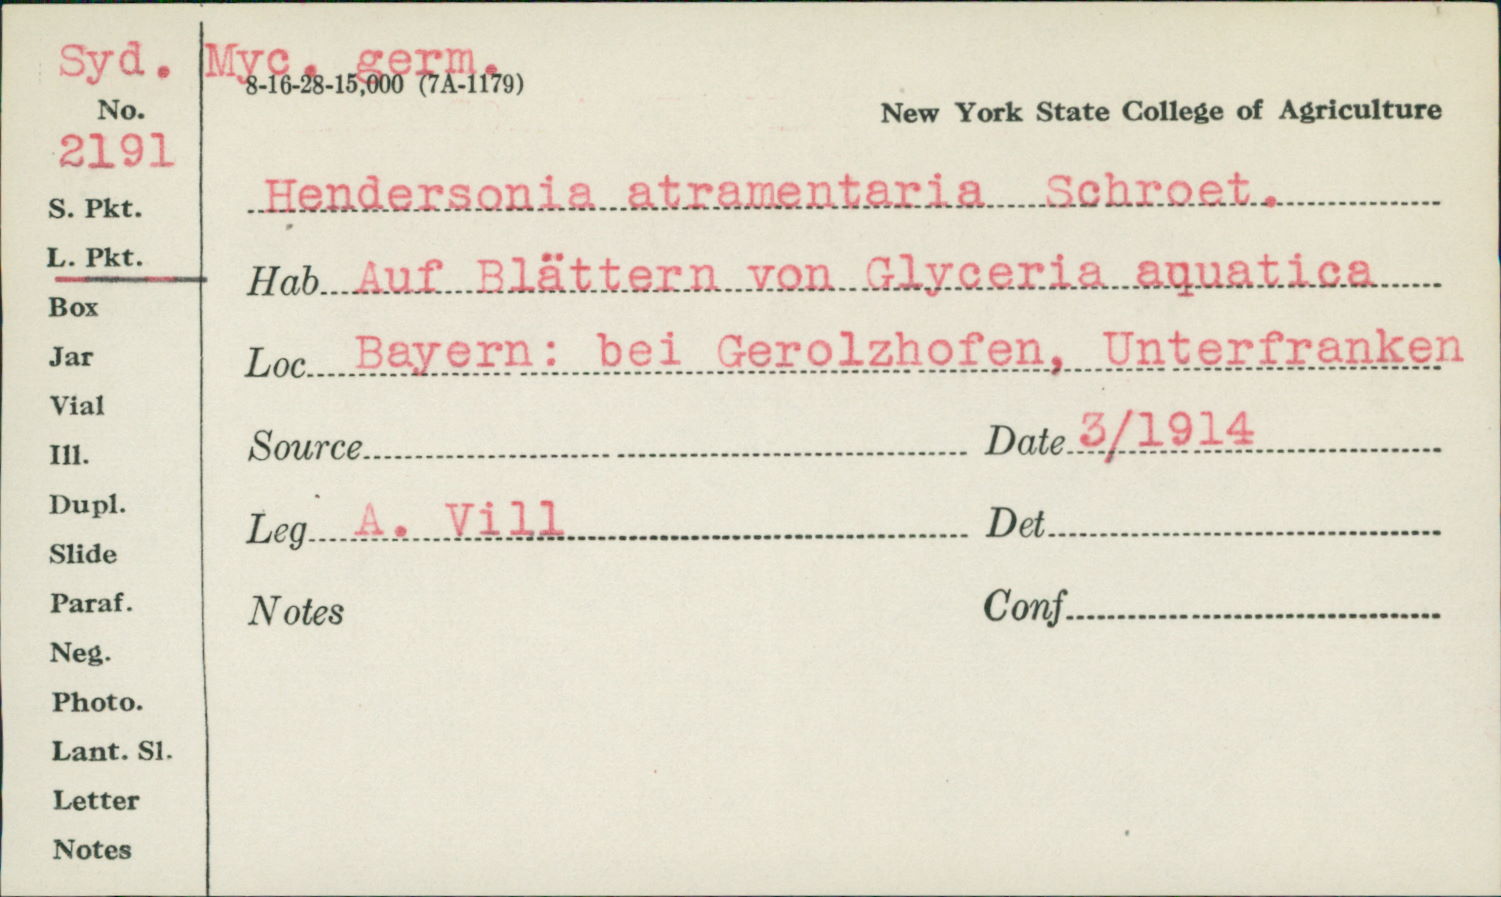 Syd. Myc. germ.
8-16-28-15,000 (7A-1179)
No.
2191
New York State College of Agriculture
S. Pkt.
Hendersonia atramentaria Schroet.
L. Pkt.
Hab. Auf Blättern von Glyceria aquatica
Box
Jar
Loc. Bayern: bei Gerolzhofen, Unterfranken
Vial
Ill.
Source Date 3/1914
Dupl.
Leg. A. Vill Det
Slide
Paraf.
Notes Conf
Neg.
Photo.
Lant. Sl.
Letter
Notes